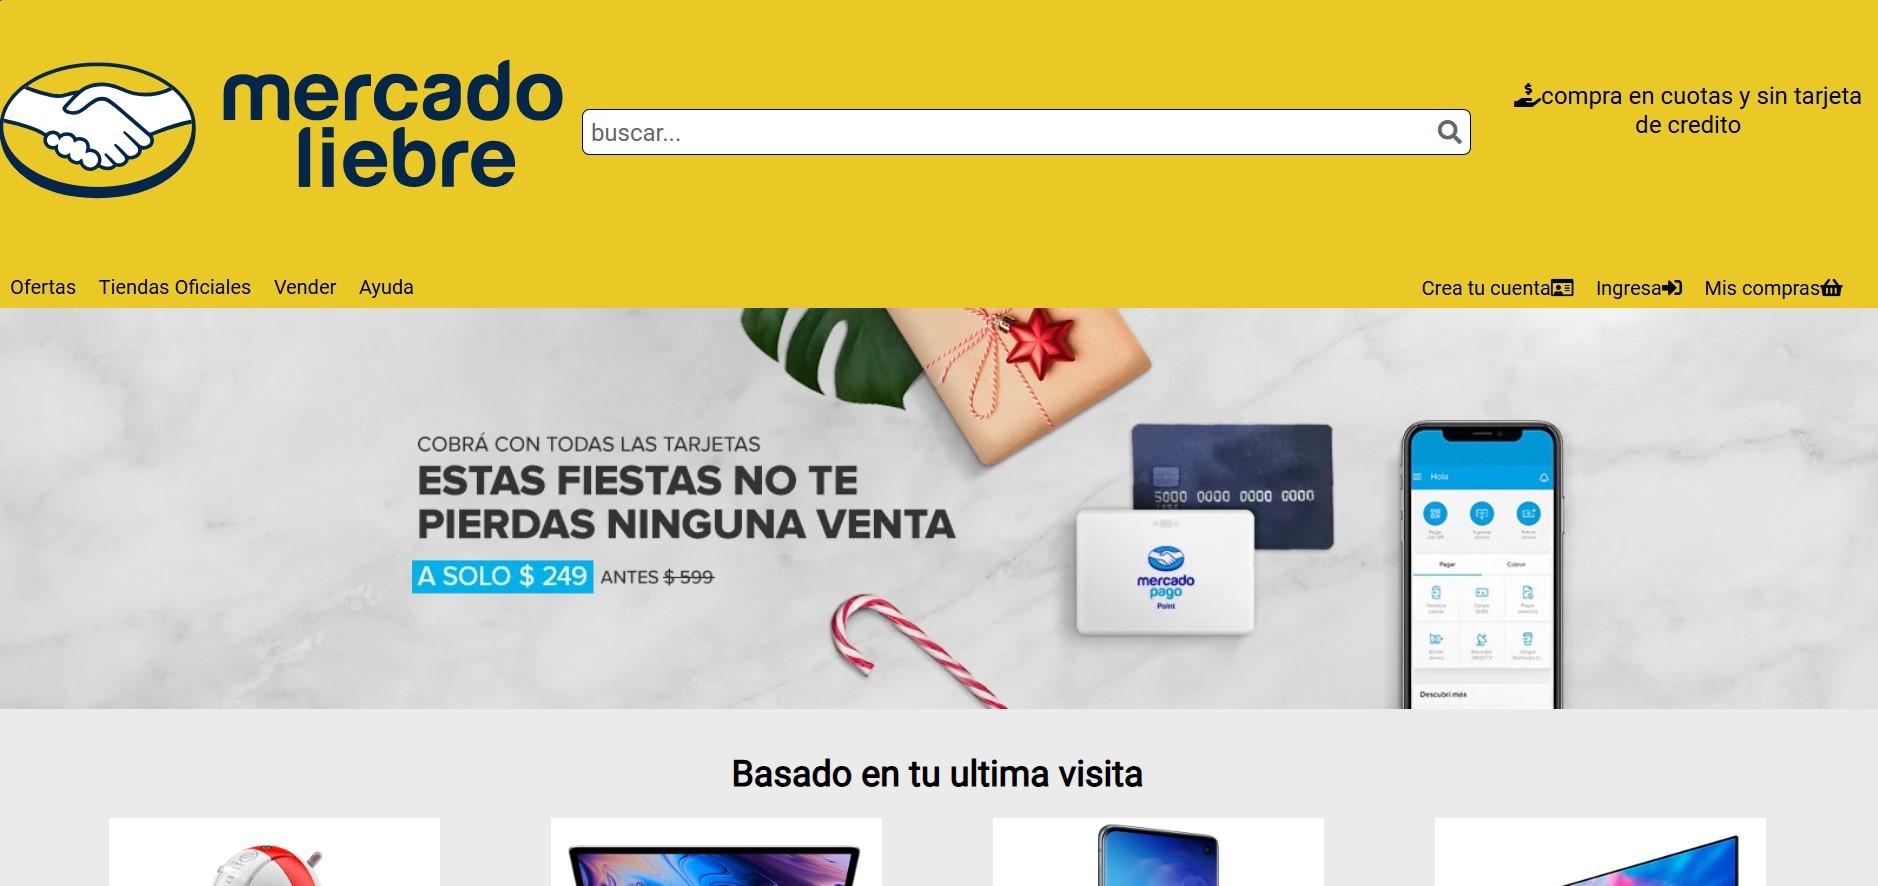 mercado
liebre
buscar...
compra en cuotas y sin tarjeta
de credito
Ofertas Tiendas Oficiales Vender Ayuda
Crea tu cuenta Ingresa Mis compras
COBRÁ CON TODAS LAS TARJETAS
ESTAS FIESTAS NO TE
PIERDAS NINGUNA VENTA
A SOLO $ 249 ANTES $ 599
5000 0000 0000 0000
mercado
pago
Point
Hola
Pagar Cobrar
Descubrí más
Basado en tu ultima visita